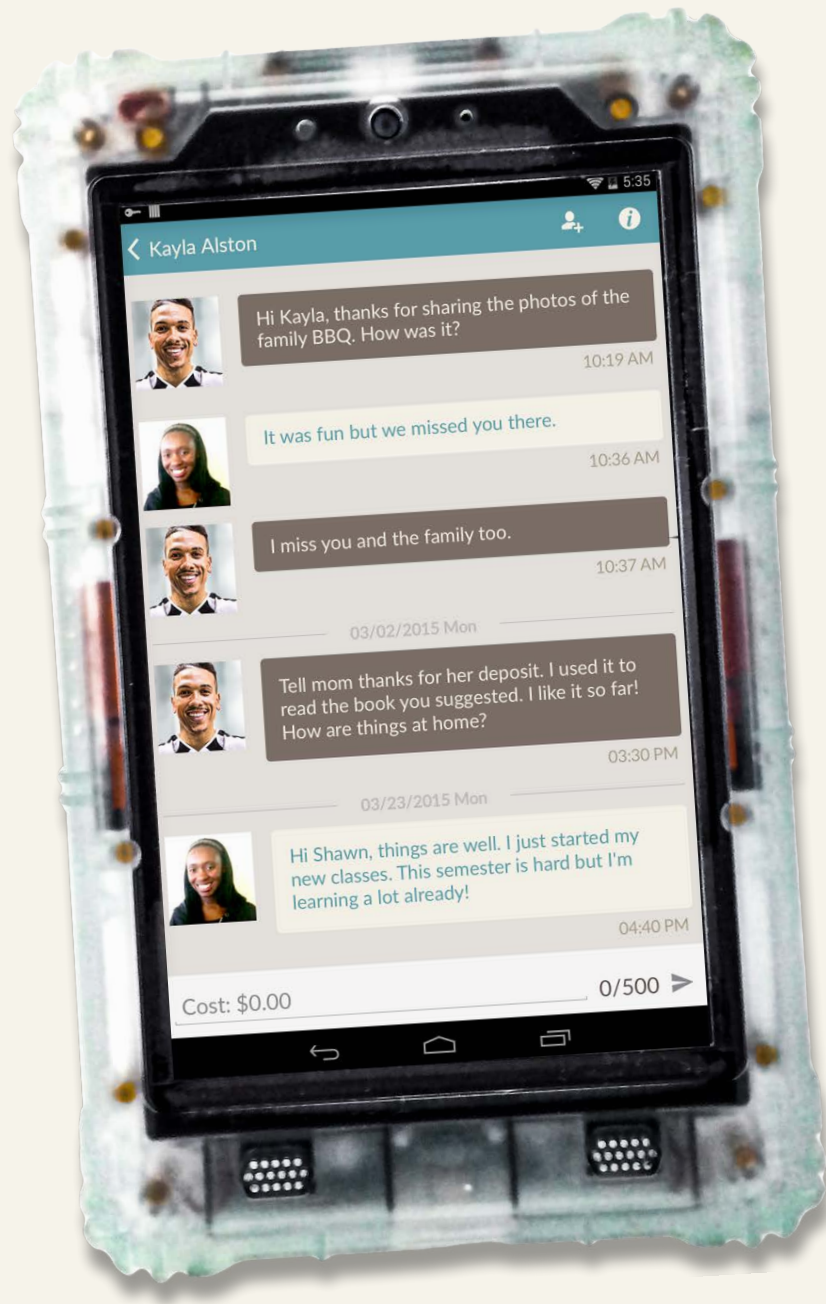 5:35
Kayla Alston
Hi Kayla, thanks for sharing the photos of the
family BBQ. How was it?
10:19 AM
It was fun but we missed you there.
10:36 AM
I miss you and the family too.
10:37 AM
03/02/2015 Mon
Tell mom thanks for her deposit. I used it to
read the book you suggested. I like it so far!
How are things at home?
03:30 PM
03/23/2015 Mon
Hi Shawn, things are well. I just started my
new classes. This semester is hard but I'm
learning a lot already!
04:40 PM
Cost: $0.00
0/500